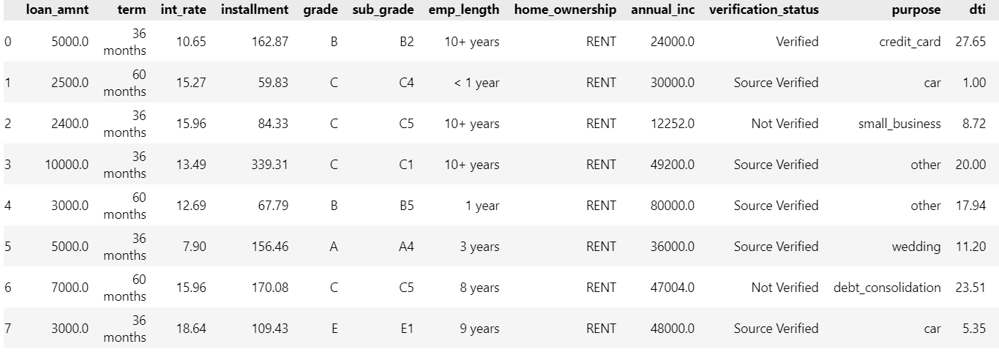 loan_amnt term int_rate installment grade sub_grade emp_length home_ownership annual_inc verification_status purpose dti
0 5000.0 36 months 10.65 162.87 B B2 10+ years RENT 24000.0 Verified credit_card 27.65
1 2500.0 60 months 15.27 59.83 C C4 < 1 year RENT 30000.0 Source Verified car 1.00
2 2400.0 36 months 15.96 84.33 C C5 10+ years RENT 12252.0 Not Verified small_business 8.72
3 10000.0 36 months 13.49 339.31 C C1 10+ years RENT 49200.0 Source Verified other 20.00
4 3000.0 60 months 12.69 67.79 B B5 1 year RENT 80000.0 Source Verified other 17.94
5 5000.0 36 months 7.90 156.46 A A4 3 years RENT 36000.0 Source Verified wedding 11.20
6 7000.0 60 months 15.96 170.08 C C5 8 years RENT 47004.0 Not Verified debt_consolidation 23.51
7 3000.0 36 months 18.64 109.43 E E1 9 years RENT 48000.0 Source Verified car 5.35